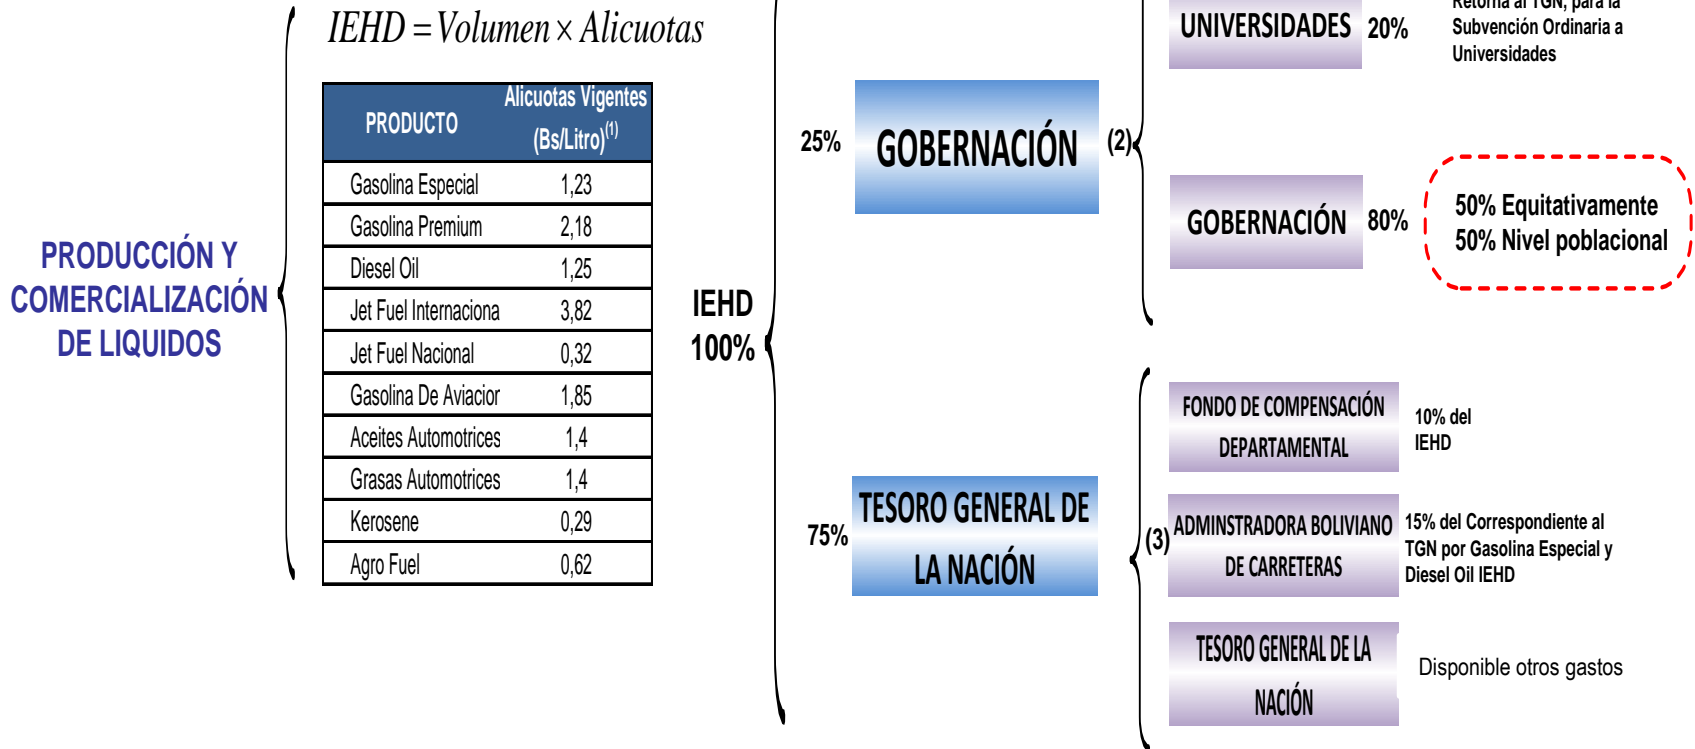 IEHD = Volumen × Alicuotas
PRODUCTO
Alicuotas Vigentes
(Bs/Litro)(1)
Gasolina Especial 1,23
Gasolina Premium 2,18
Diesel Oil 1,25
Jet Fuel Internaciona 3,82
Jet Fuel Nacional 0,32
Gasolina De Aviacior 1,85
Aceites Automotrices 1,4
Grasas Automotrices 1,4
Kerosene 0,29
Agro Fuel 0,62
PRODUCCIÓN Y
COMERCIALIZACIÓN
DE LIQUIDOS
IEHD
100%
25%
GOBERNACIÓN
(2)
UNIVERSIDADES 20%
Retorna al TGN, para la
Subvención Ordinaria a
Universidades
GOBERNACIÓN 80%
50% Equitativamente
50% Nivel poblacional
75%
TESORO GENERAL DE
LA NACIÓN
(3)
FONDO DE COMPENSACIÓN
DEPARTAMENTAL
10% del
IEHD
ADMINSTRADORA BOLIVIANO
DE CARRETERAS
15% del Correspondiente al
TGN por Gasolina Especial y
Diesel Oil IEHD
TESORO GENERAL DE LA
NACIÓN
Disponible otros gastos